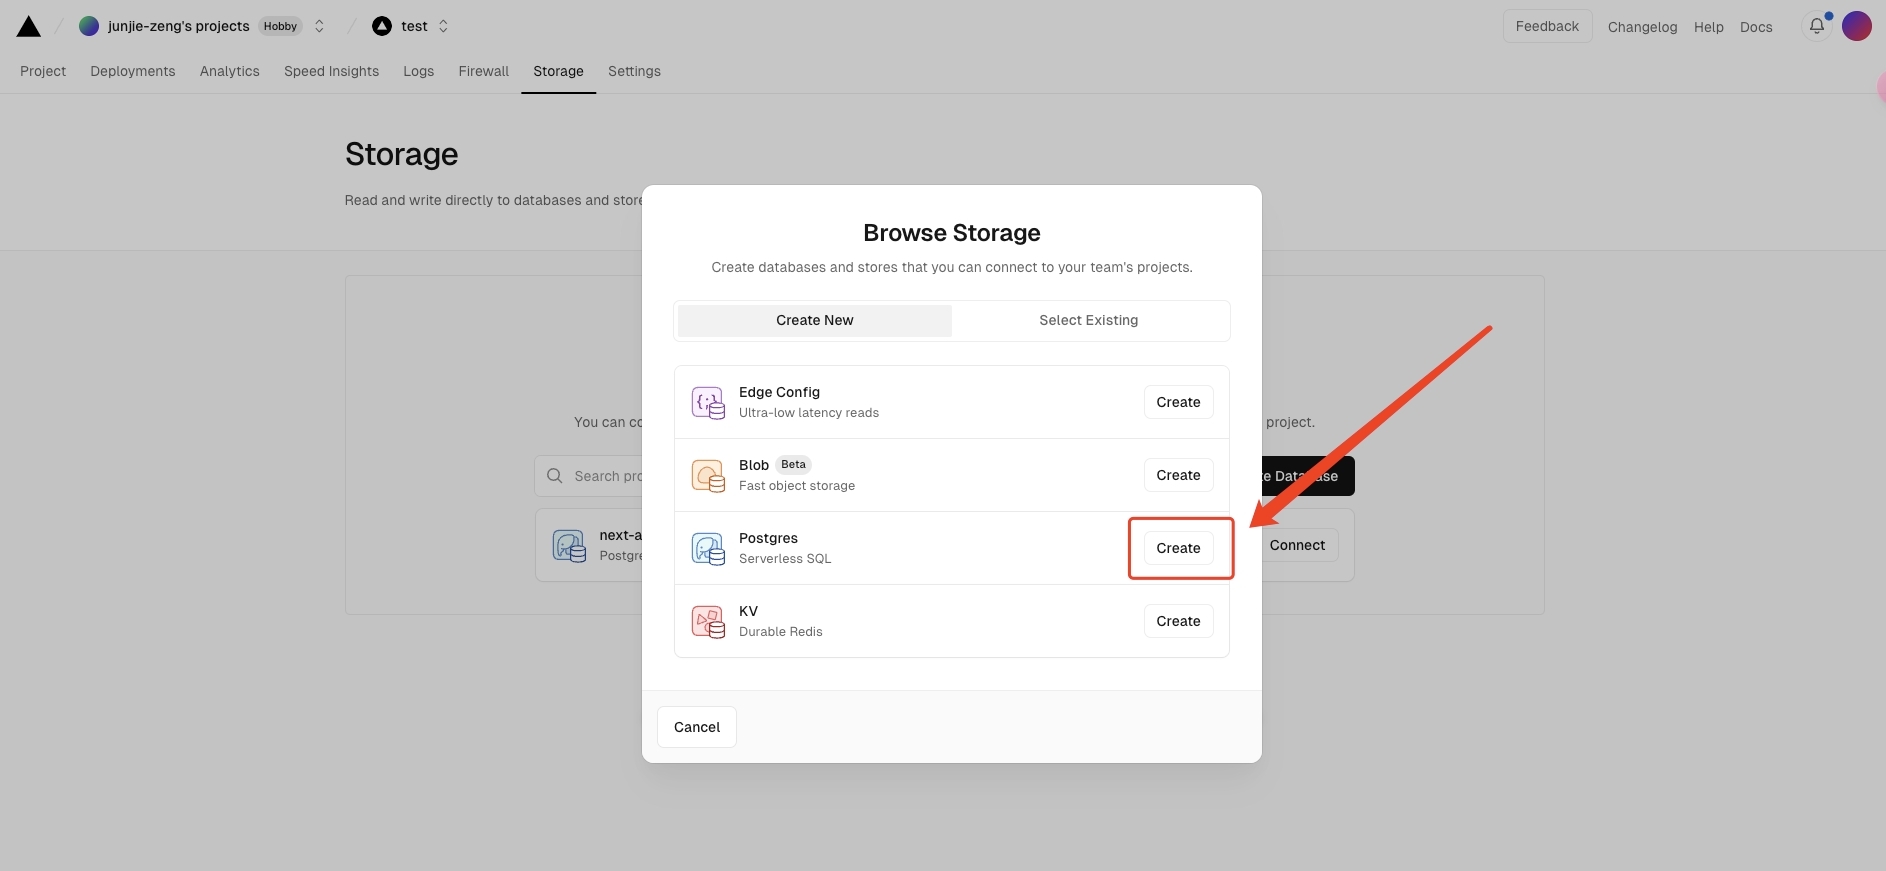 junjie-zeng's projects Hobby test Feedback Changelog Help Docs
Project Deployments Analytics Speed Insights Logs Firewall Storage Settings
Storage
Read and write directly to databases and store
Browse Storage
Create databases and stores that you can connect to your team's projects.
Create New Select Existing
Edge Config
Ultra-low latency reads
Create
You can co
project.
Blob Beta
Fast object storage
Create
Search pro
Postgres
Serverless SQL
Create
next-a
Postgre
Connect
KV
Durable Redis
Create
Cancel